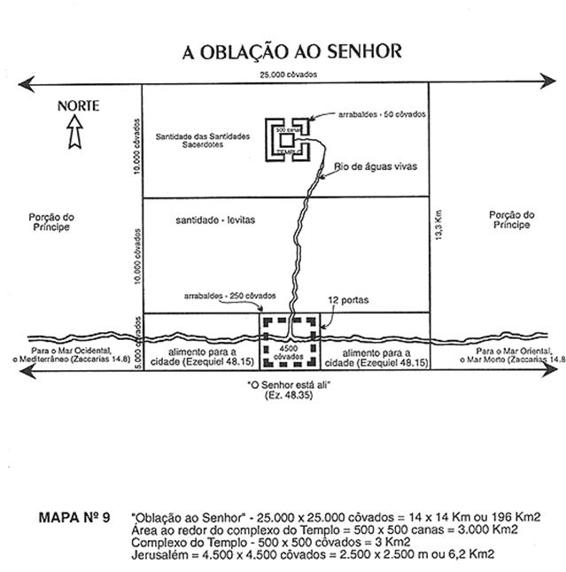 A OBLAÇÃO AO SENHOR
25.000 côvados
NORTE
10.000 côvados
Santidade das Santidades
Sacerdotes
500 canas
TEMPLO
arrabaldes - 50 côvados
Rio de águas vivas
Porção do
Príncipe
Porção do
Príncipe
santidade - levitas
10.000 côvados
13,3 Km
arrabaldes - 250 côvados
12 portas
5.000 côvados
Para o Mar Ocidental,
o Mediterrâneo (Zaccarias 14.8)
alimento para a
cidade (Ezequiel 48.15)
4500
côvados
alimento para a
cidade (Ezequiel 48.15)
Para o Mar Oriental,
o Mar Morto (Zaccarias 14.8
"O Senhor está ali"
(Ez. 48.35)
MAPA Nº 9
"Oblação ao Senhor" - 25.000 x 25.000 côvados = 14 x 14 Km ou 196 Km2
Área ao redor do complexo do Templo = 500 x 500 canas = 3.000 Km2
Complexo do Templo - 500 x 500 côvados = 3 Km2
Jerusalém = 4.500 x 4.500 côvados = 2.500 x 2.500 m ou 6,2 Km2